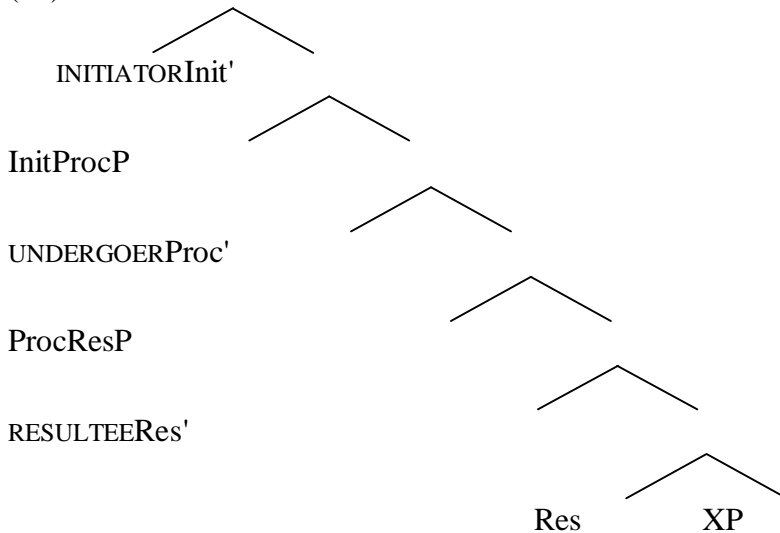 INITIATORInit'
InitProcP
UNDERGOERProc'
ProcResP
RESULTEERes'
Res XP